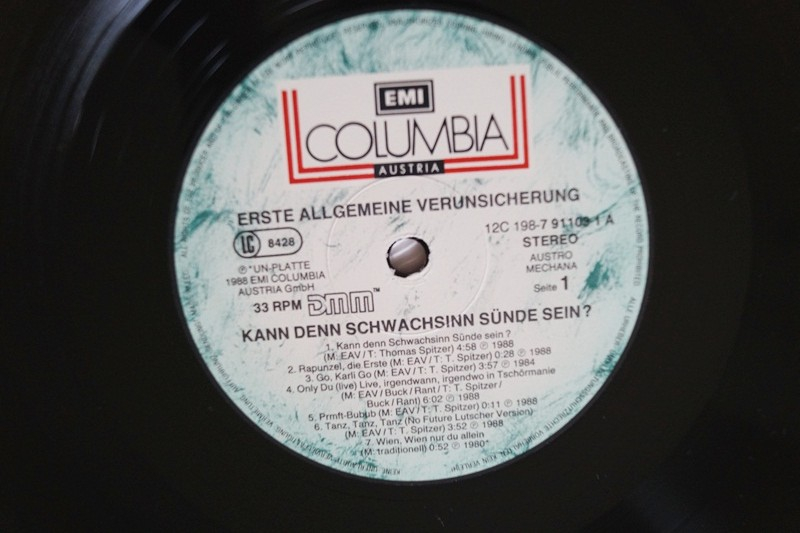 EMI
COLUMBIA
AUSTRIA
ERSTE ALLGEMEINE VERUNSICHERUNG
LC 8428
12C 198-7 91109 1 A
STEREO
AUSTRO
MECHANA
Seite 1
℗ *UN-PLATTE
1988 EMI COLUMBIA
AUSTRIA GmbH
33 RPM DMM™
KANN DENN SCHWACHSINN SÜNDE SEIN?
1. Kann denn Schwachsinn Sünde sein?
(M: EAV / T: Thomas Spitzer) 4:58 ℗ 1988
2. Rapunzel, die Erste (M: EAV / T: T. Spitzer) 0:28 ℗ 1988
3. Go, Karli Go (M: EAV / T: T. Spitzer) 3:57 ℗ 1984
4. Only Du (live) Live, irgendwann, irgendwo in Tschörmanie
(M: EAV / Buck / Rant / T: T. Spitzer /
Buck / Rant) 6:02 ℗ 1988
5. Prmft-Bubub (M: EAV / T: T. Spitzer) 0:11 ℗ 1988
6. Tanz, Tanz, Tanz (No Future Lutscher Version)
(M: EAV / T: T. Spitzer) 3:52 ℗ 1988
7. Wien, Wien nur du allein
(M: traditionell) 0:52 ℗ 1980*